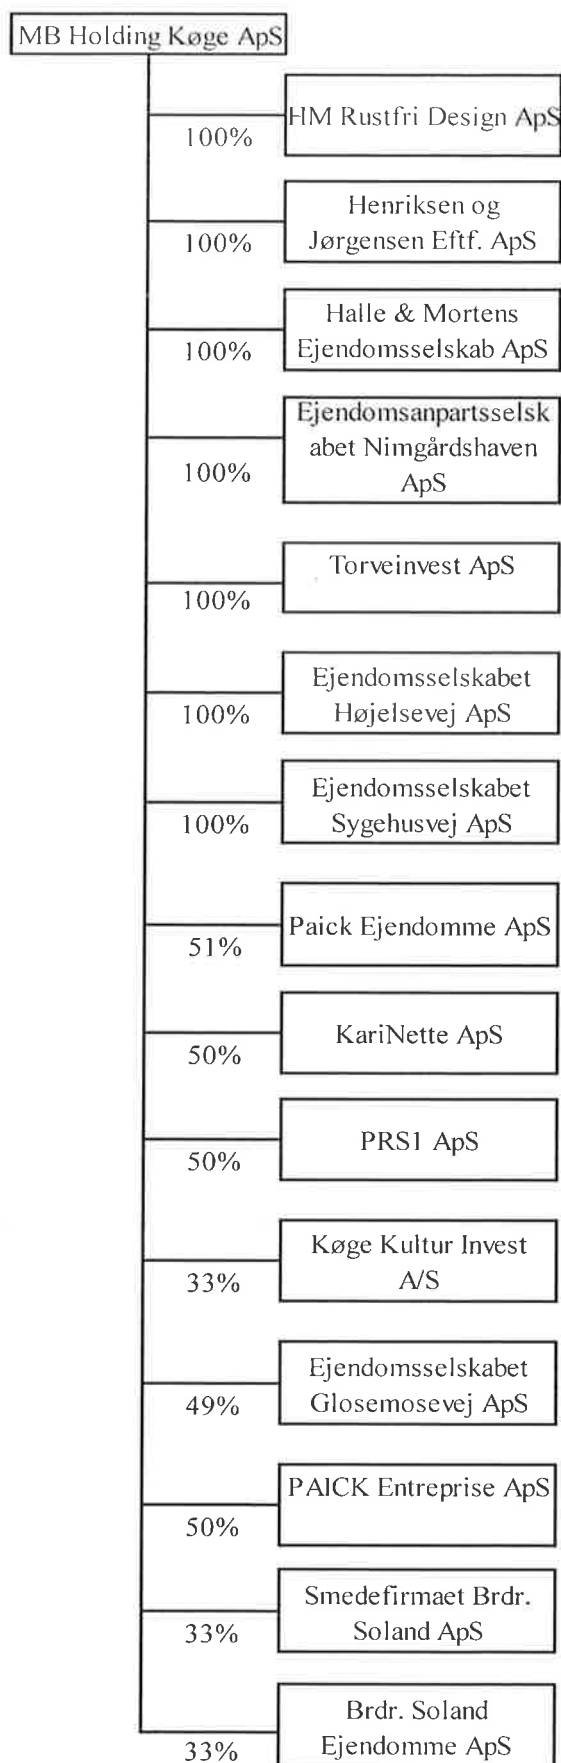 MB Holding Køge ApS
HM Rustfri Design ApS
100%
Henriksen og
Jørgensen Eftf. ApS
100%
Halle & Mortens
Ejendomsselskab ApS
100%
Ejendomsanpartsselsk
abet Nimgårdshaven
ApS
100%
Torveinvest ApS
100%
Ejendomsselskabet
Højelsevej ApS
100%
Ejendomsselskabet
Sygehusvej ApS
100%
Paick Ejendomme ApS
51%
KariNette ApS
50%
PRS1 ApS
50%
Køge Kultur Invest
A/S
33%
Ejendomsselskabet
Glosemosevej ApS
49%
PAICK Entreprise ApS
50%
Smedefirmaet Brdr.
Soland ApS
33%
Brdr. Soland
Ejendomme ApS
33%